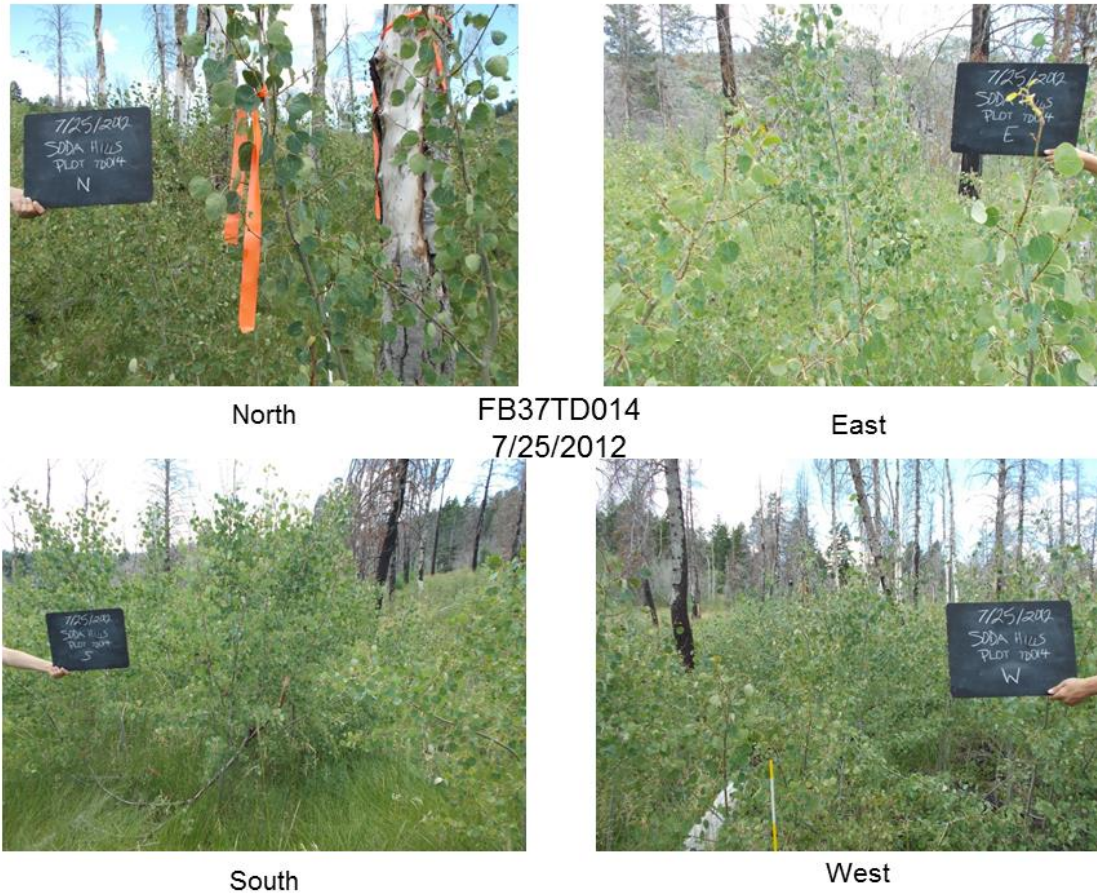 7/25/2012
SODA HILLS
PLOT TD014
N
7/25/2012
SODA HILLS
PLOT TD014
E
North
FB37TD014
7/25/2012
East
7/25/2012
SODA HILLS
PLOT TD014
S
7/25/2012
SODA HILLS
PLOT TD014
W
South
West